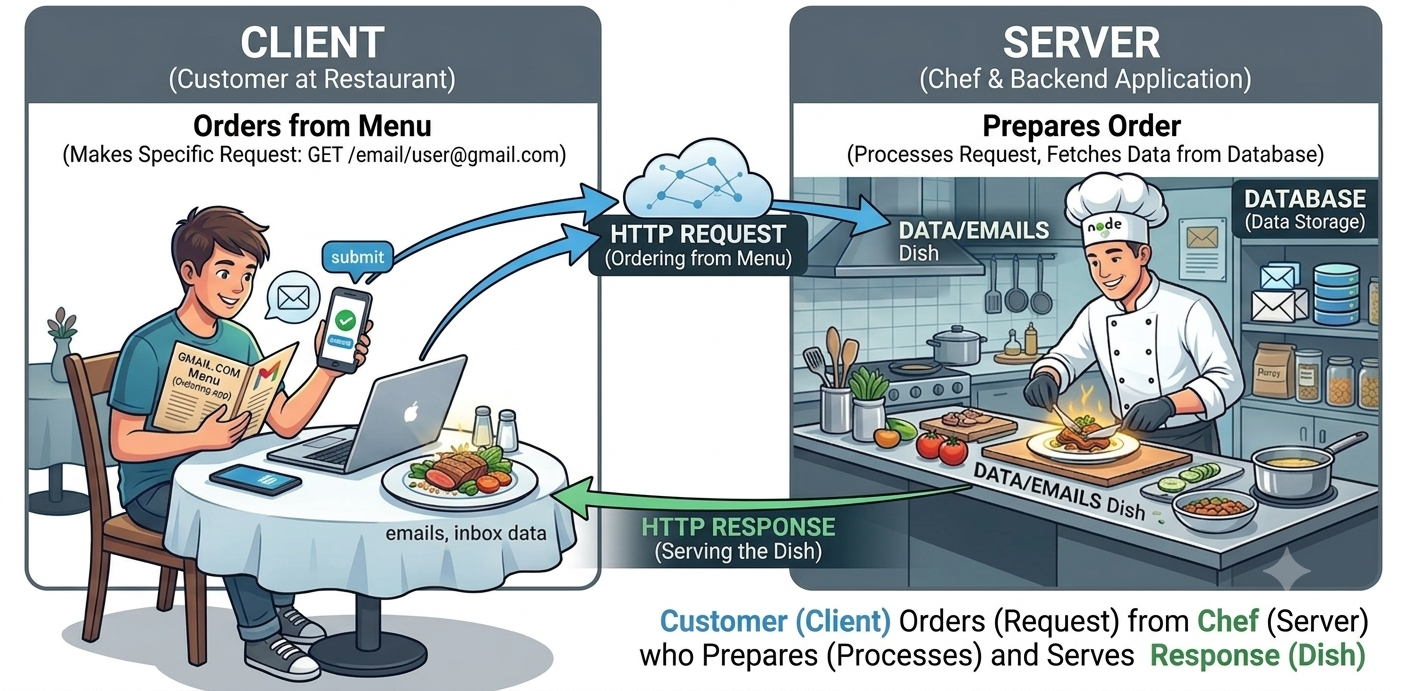 CLIENT
(Customer at Restaurant)
Orders from Menu
(Makes Specific Request: GET /email/user@gmail.com)
submit
GMAIL.COM
Menu
(Ordering App)
emails, inbox data
HTTP REQUEST
(Ordering from Menu)
HTTP RESPONSE
(Serving the Dish)
SERVER
(Chef & Backend Application)
Prepares Order
(Processes Request, Fetches Data from Database)
DATA/EMAILS
Dish
node
DATABASE
(Data Storage)
DATA/EMAILS Dish
Customer (Client) Orders (Request) from Chef (Server)
who Prepares (Processes) and Serves Response (Dish)